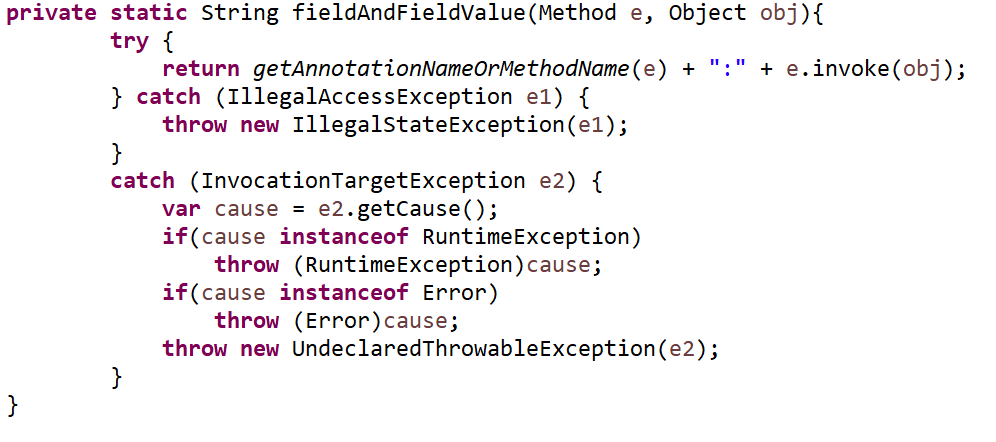 private static String fieldAndFieldValue(Method e, Object obj){
        try {
            return getAnnotationNameOrMethodName(e) + ":" + e.invoke(obj);
        } catch (IllegalAccessException e1) {
            throw new IllegalStateException(e1);
        }
        catch (InvocationTargetException e2) {
            var cause = e2.getCause();
            if(cause instanceof RuntimeException)
                throw (RuntimeException)cause;
            if(cause instanceof Error)
                throw (Error)cause;
            throw new UndeclaredThrowableException(e2);
        }
}